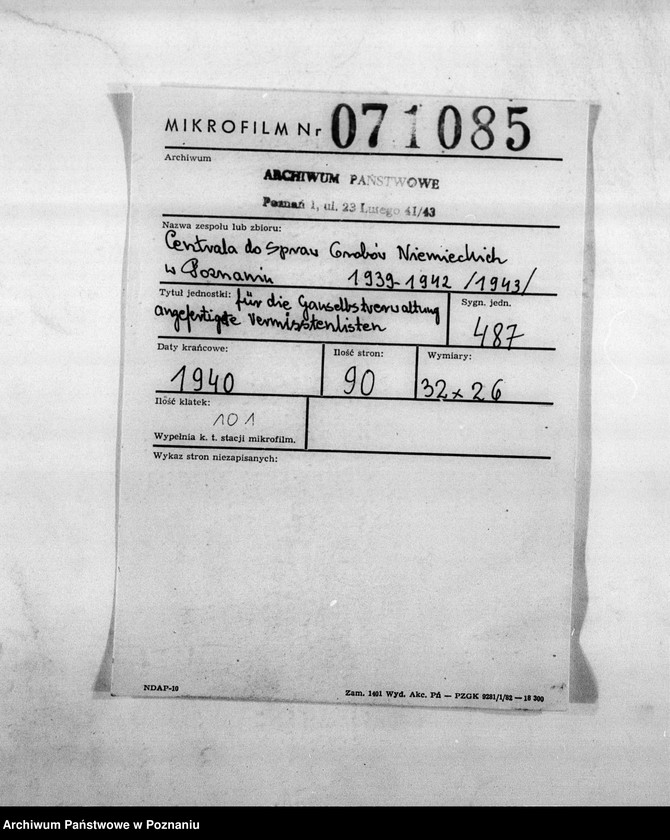 MIKROFILM Nr 071085
Archiwum
ARCHIWUM PAŃSTWOWE
Poznań 1, ul. 23 Lutego 41/43
Nazwa zespołu lub zbioru:
Centrala do Spraw Grobów Niemieckich
w Poznaniu 1939-1942 /1943/
Tytuł jednostki: für die Gauselbstverwaltung
angefertigte Vermisstenlisten
Sygn. jedn.
487
Daty krańcowe:
1940
Ilość stron:
90
Wymiary:
32 x 26
Ilość klatek:
101
Wypełnia k. t. stacji mikrofilm.
Wykaz stron niezapisanych:
NDAP-10
Zam. 1401 Wyd. Akc. Pń — PZGK 9281/1/82 — 18 300
Archiwum Państwowe w Poznaniu